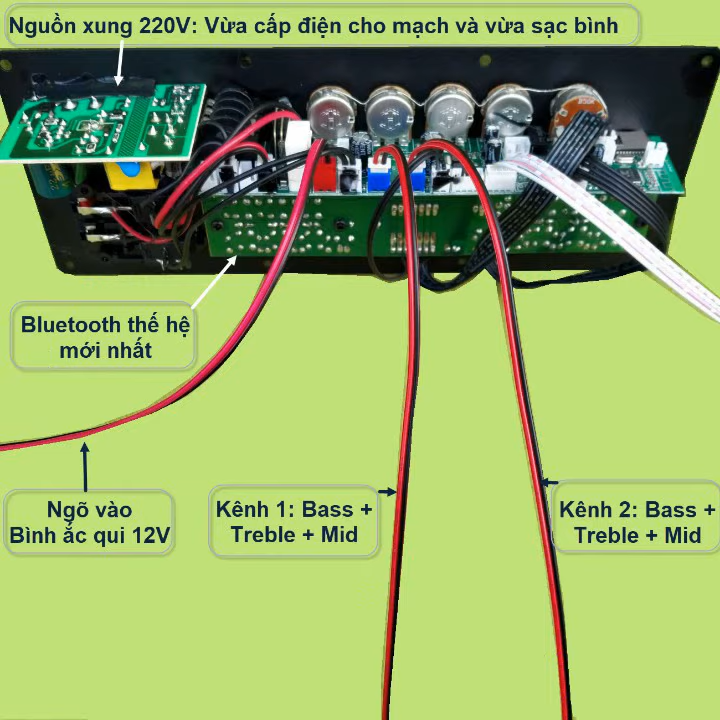 Nguồn xung 220V: Vừa cấp điện cho mạch và vừa sạc bình
Bluetooth thế hệ
mới nhất
Ngõ vào
Bình ắc qui 12V
Kênh 1: Bass +
Treble + Mid
Kênh 2: Bass +
Treble + Mid